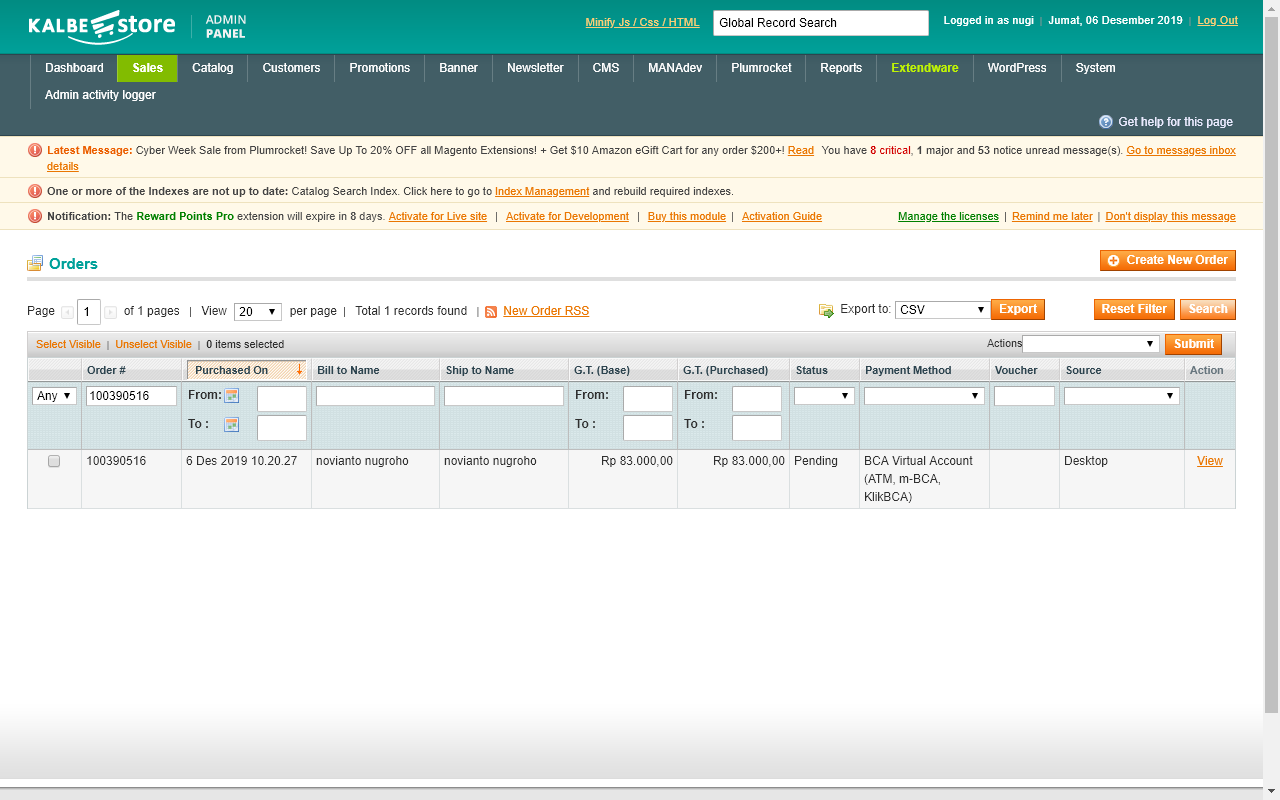 KALBE Store ADMIN PANEL
Minify Js / Css / HTML Global Record Search Logged in as nugi | Jumat, 06 Desember 2019 | Log Out
Dashboard Sales Catalog Customers Promotions Banner Newsletter CMS MANAdev Plumrocket Reports Extendware WordPress System
Admin activity logger
Get help for this page
Latest Message: Cyber Week Sale from Plumrocket! Save Up To 20% OFF all Magento Extensions! + Get $10 Amazon eGift Cart for any order $200+! Read You have 8 critical, 1 major and 53 notice unread message(s). Go to messages inbox
details
One or more of the Indexes are not up to date: Catalog Search Index. Click here to go to Index Management and rebuild required indexes.
Notification: The Reward Points Pro extension will expire in 8 days. Activate for Live site | Activate for Development | Buy this module | Activation Guide Manage the licenses | Remind me later | Don't display this message
Orders Create New Order
Page 1 of 1 pages | View 20 per page | Total 1 records found | New Order RSS Export to: CSV Export Reset Filter Search
Select Visible | Unselect Visible | 0 items selected Actions Submit
Order # Purchased On Bill to Name Ship to Name G.T. (Base) G.T. (Purchased) Status Payment Method Voucher Source Action
Any 100390516 From: From: From:
To : To : To :
100390516 6 Des 2019 10.20.27 novianto nugroho novianto nugroho Rp 83.000,00 Rp 83.000,00 Pending BCA Virtual Account Desktop View
(ATM, m-BCA,
KlikBCA)